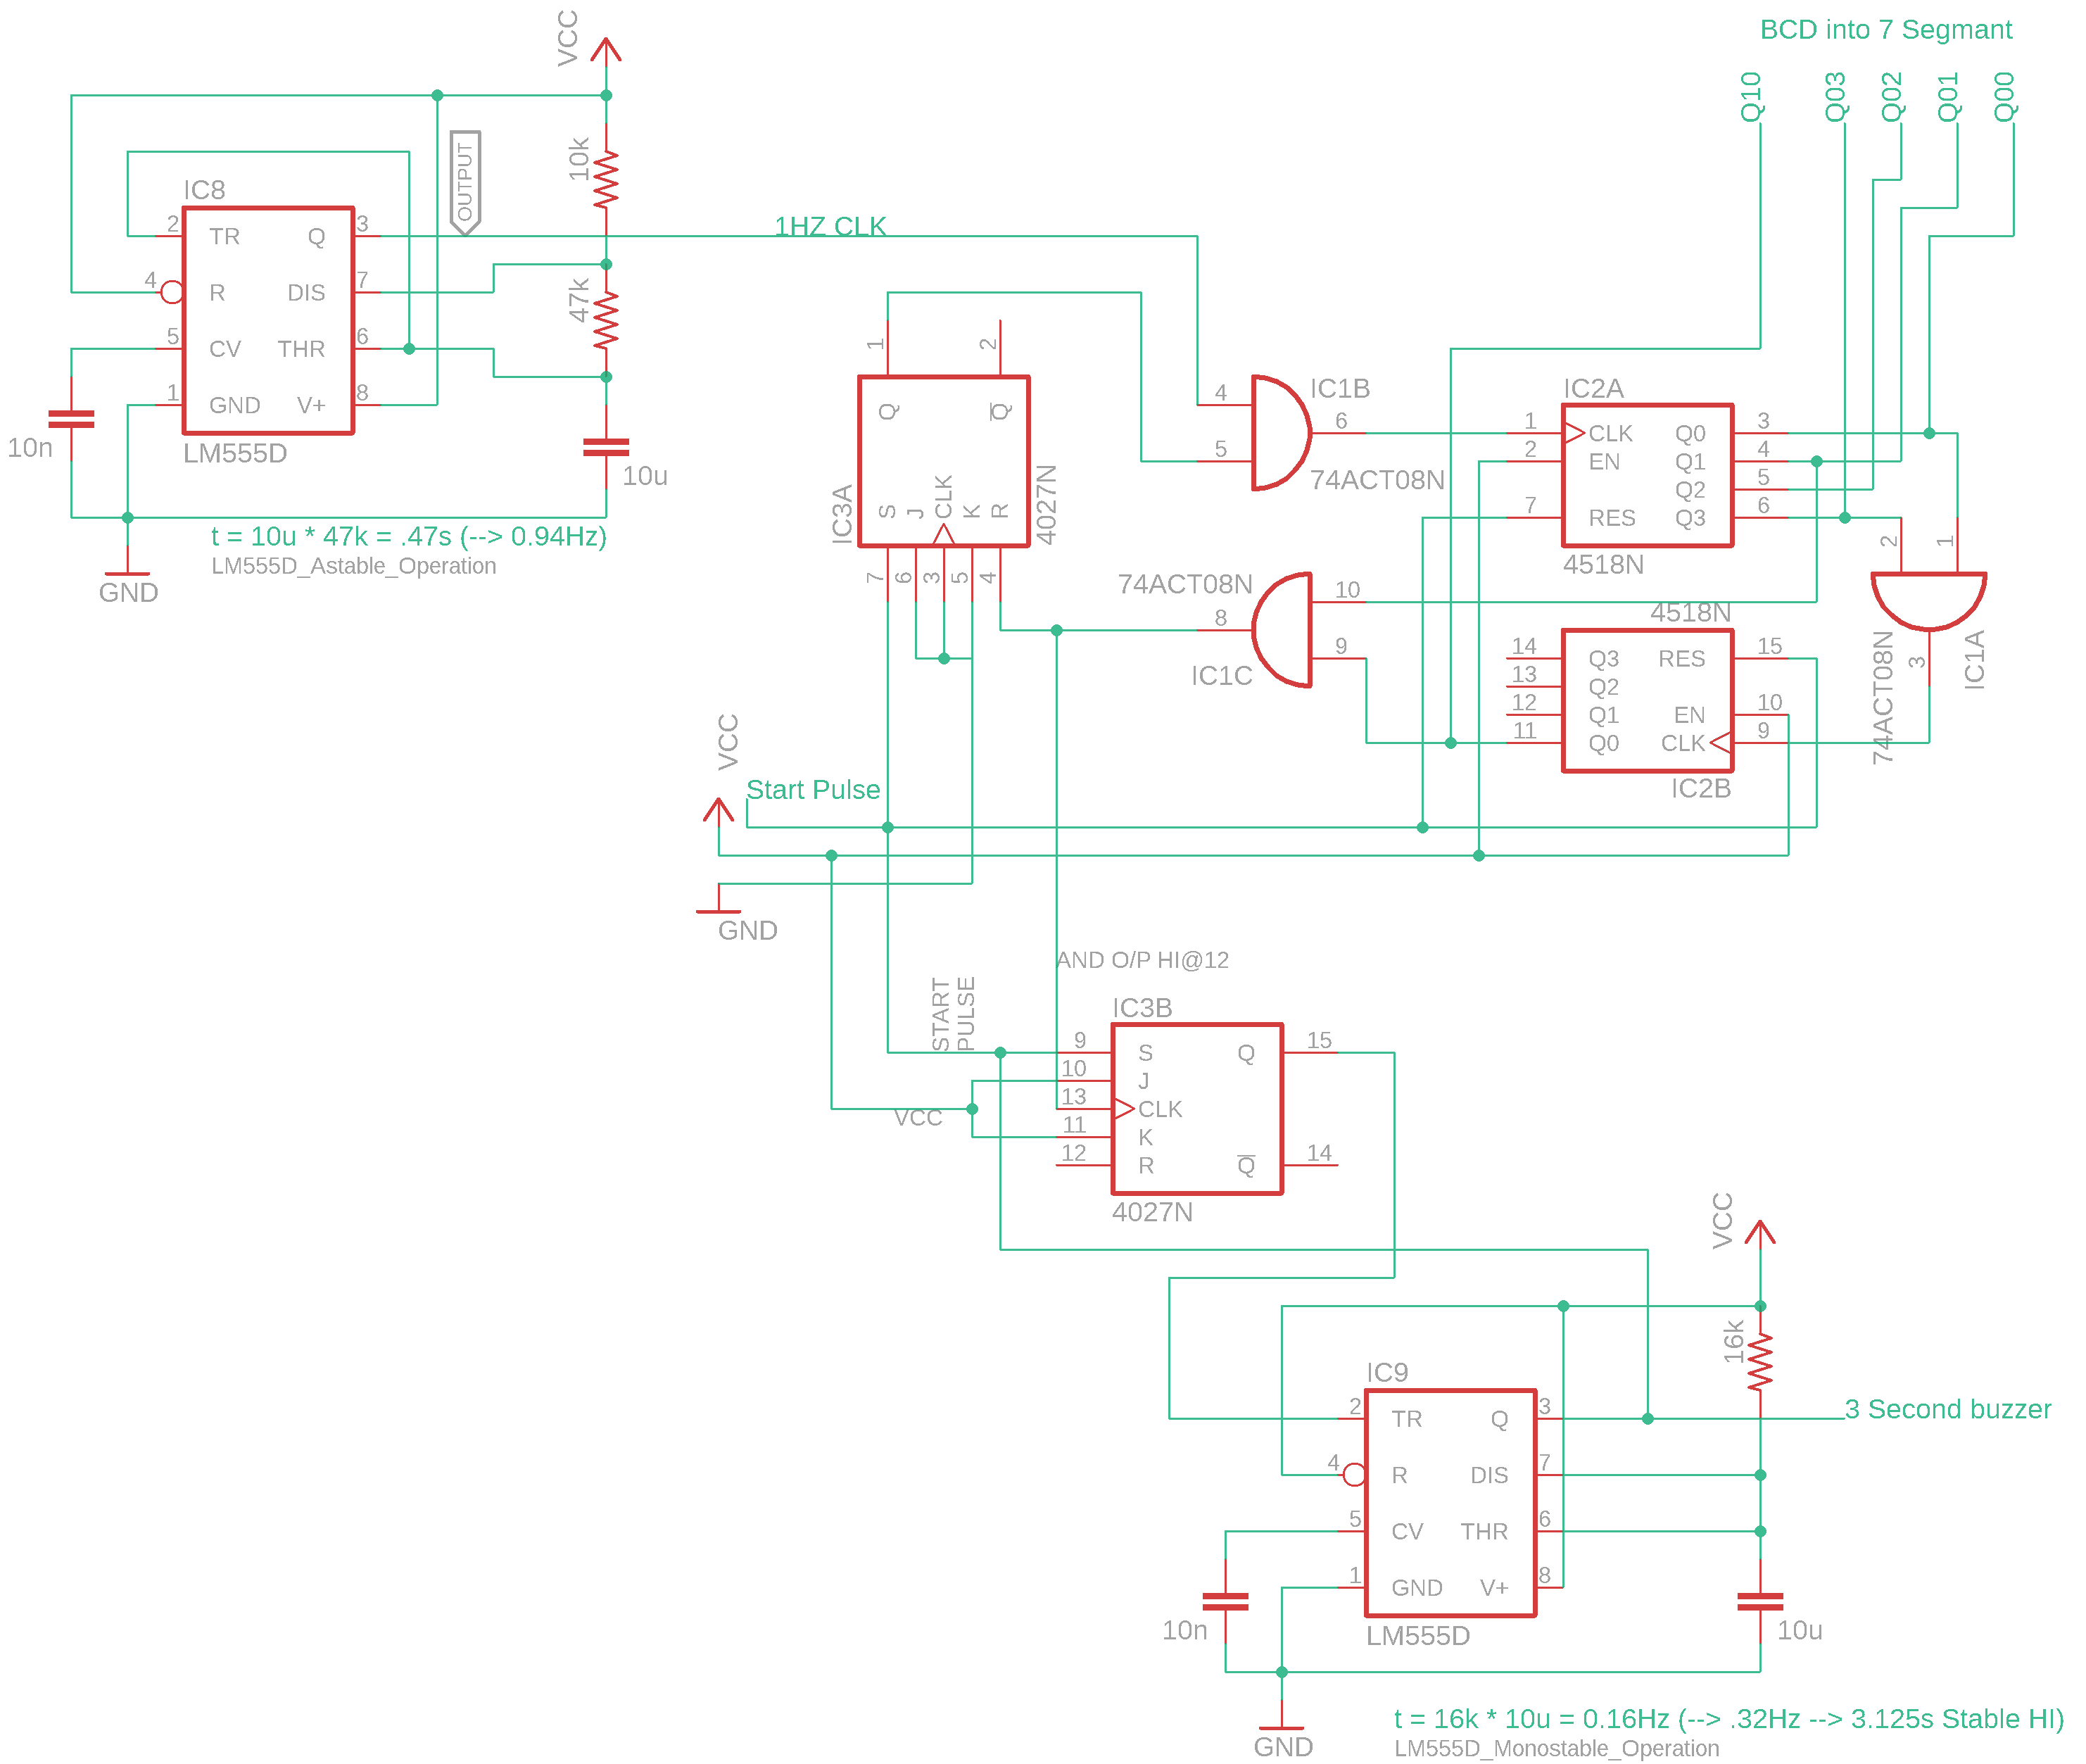 BCD into 7 Segmant
Q10
Q03
Q02
Q01
Q00
VCC
OUTPUT
10k
47k
IC8
2
TR
Q
3
4
R
DIS
7
5
CV
THR
6
1
GND
V+
8
LM555D
10n
10u
GND
t = 10u * 47k = .47s (--> 0.94Hz)
LM555D_Astable_Operation
1HZ CLK
1
2
Q
Q
IC3A
4027N
S
J
CLK
K
R
7
6
3
5
4
4
5
6
IC1B
74ACT08N
74ACT08N
8
10
9
IC1C
IC2A
1
CLK
Q0
3
2
EN
Q1
4
Q2
5
7
RES
Q3
6
4518N
2
1
3
74ACT08N
IC1A
4518N
14
Q3
RES
15
13
Q2
12
Q1
EN
10
11
Q0
CLK
9
IC2B
VCC
Start Pulse
GND
AND O/P HI@12
START
PULSE
VCC
IC3B
9
S
Q
15
10
J
13
CLK
11
K
12
R
Q
14
4027N
VCC
16k
IC9
2
TR
Q
3
3 Second buzzer
4
R
DIS
7
5
CV
THR
6
1
GND
V+
8
LM555D
10n
10u
GND
t = 16k * 10u = 0.16Hz (--> .32Hz --> 3.125s Stable HI)
LM555D_Monostable_Operation